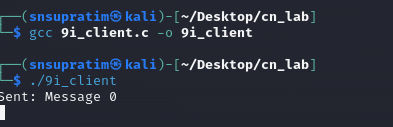 ┌──(snsupratim㉿kali)-[~/Desktop/cn_lab]
└─$ gcc 9i_client.c -o 9i_client
┌──(snsupratim㉿kali)-[~/Desktop/cn_lab]
└─$ ./9i_client
Sent: Message 0